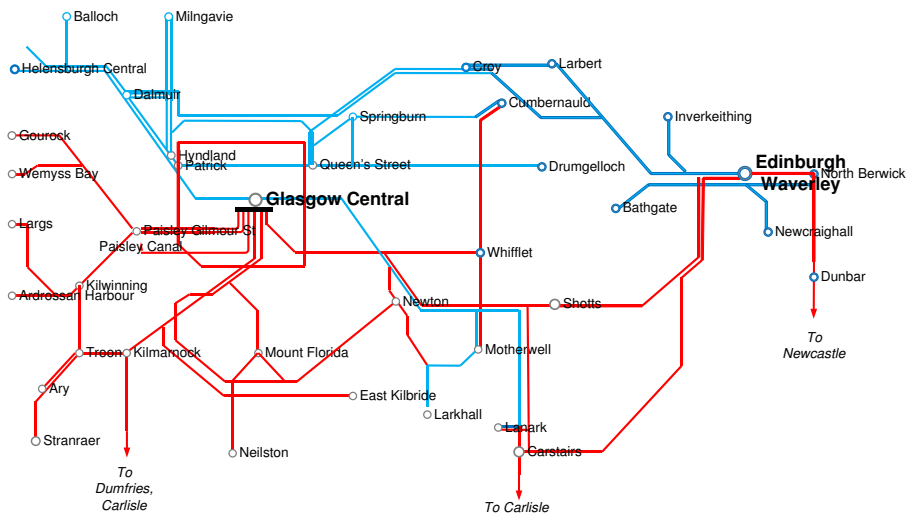 Balloch
Milngavie
Helensburgh Central
Croy
Larbert
Dalmuir
Cumbernauld
Springburn
Inverkeithing
Gourock
Hyndland
Patrick
Queen's Street
Drumgelloch
Edinburgh
Waverley
North Berwick
Wemyss Bay
Glasgow Central
Bathgate
Largs
Paisley Gilmour St
Newcraighall
Paisley Canal
Whifflet
Dunbar
Kilwinning
Ardrossan Harbour
Newton
Shotts
To
Newcastle
Troon
Kilmarnock
Mount Florida
Motherwell
Ary
East Kilbride
Larkhall
Lanark
Stranraer
Neilston
Carstairs
To
Dumfries,
Carlisle
To Carlisle